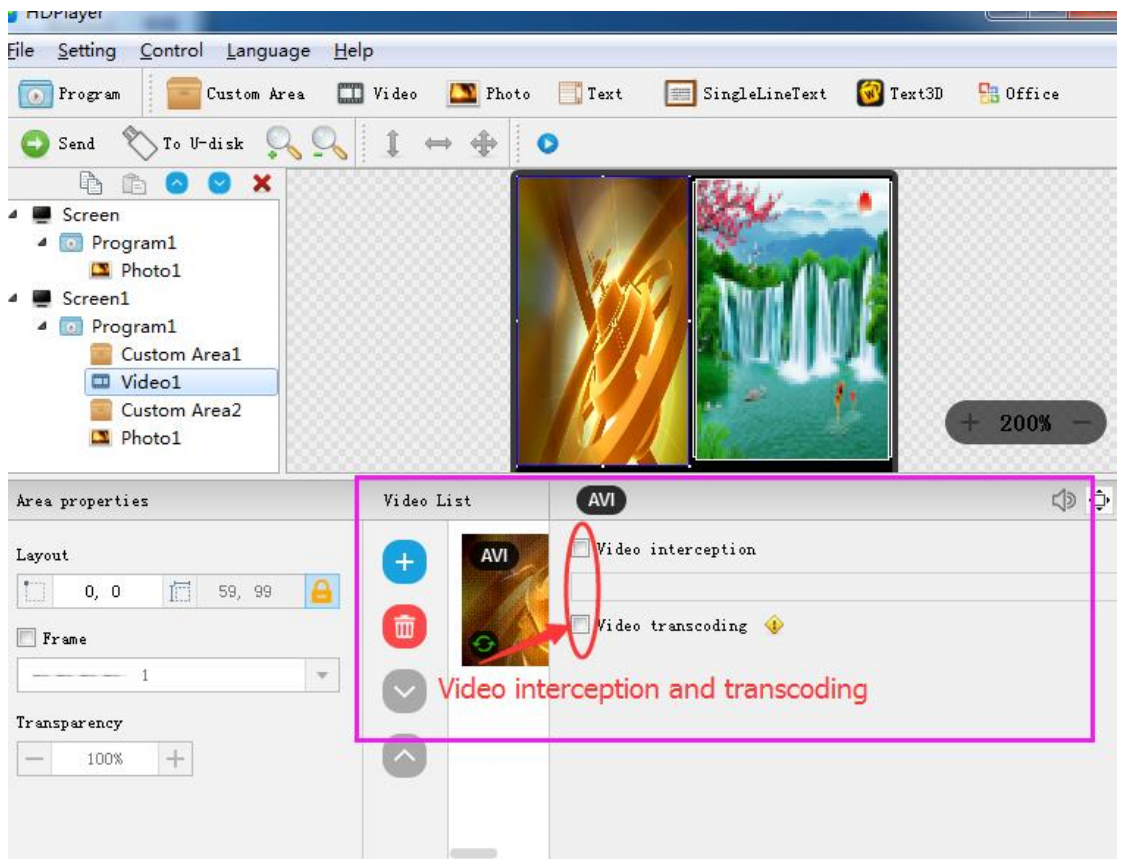 HDPlayer
File Setting Control Language Help
Program Custom Area Video Photo Text SingleLineText Text3D Office
Send To U-disk
Screen
Program1
Photo1
Screen1
Program1
Custom Area1
Video1
Custom Area2
Photo1
+ 200% −
Area properties
Video List
AVI
Layout
0, 0 59, 99
AVI
Video interception
Frame
Video transcoding
1
Video interception and transcoding
Transparency
− 100% +